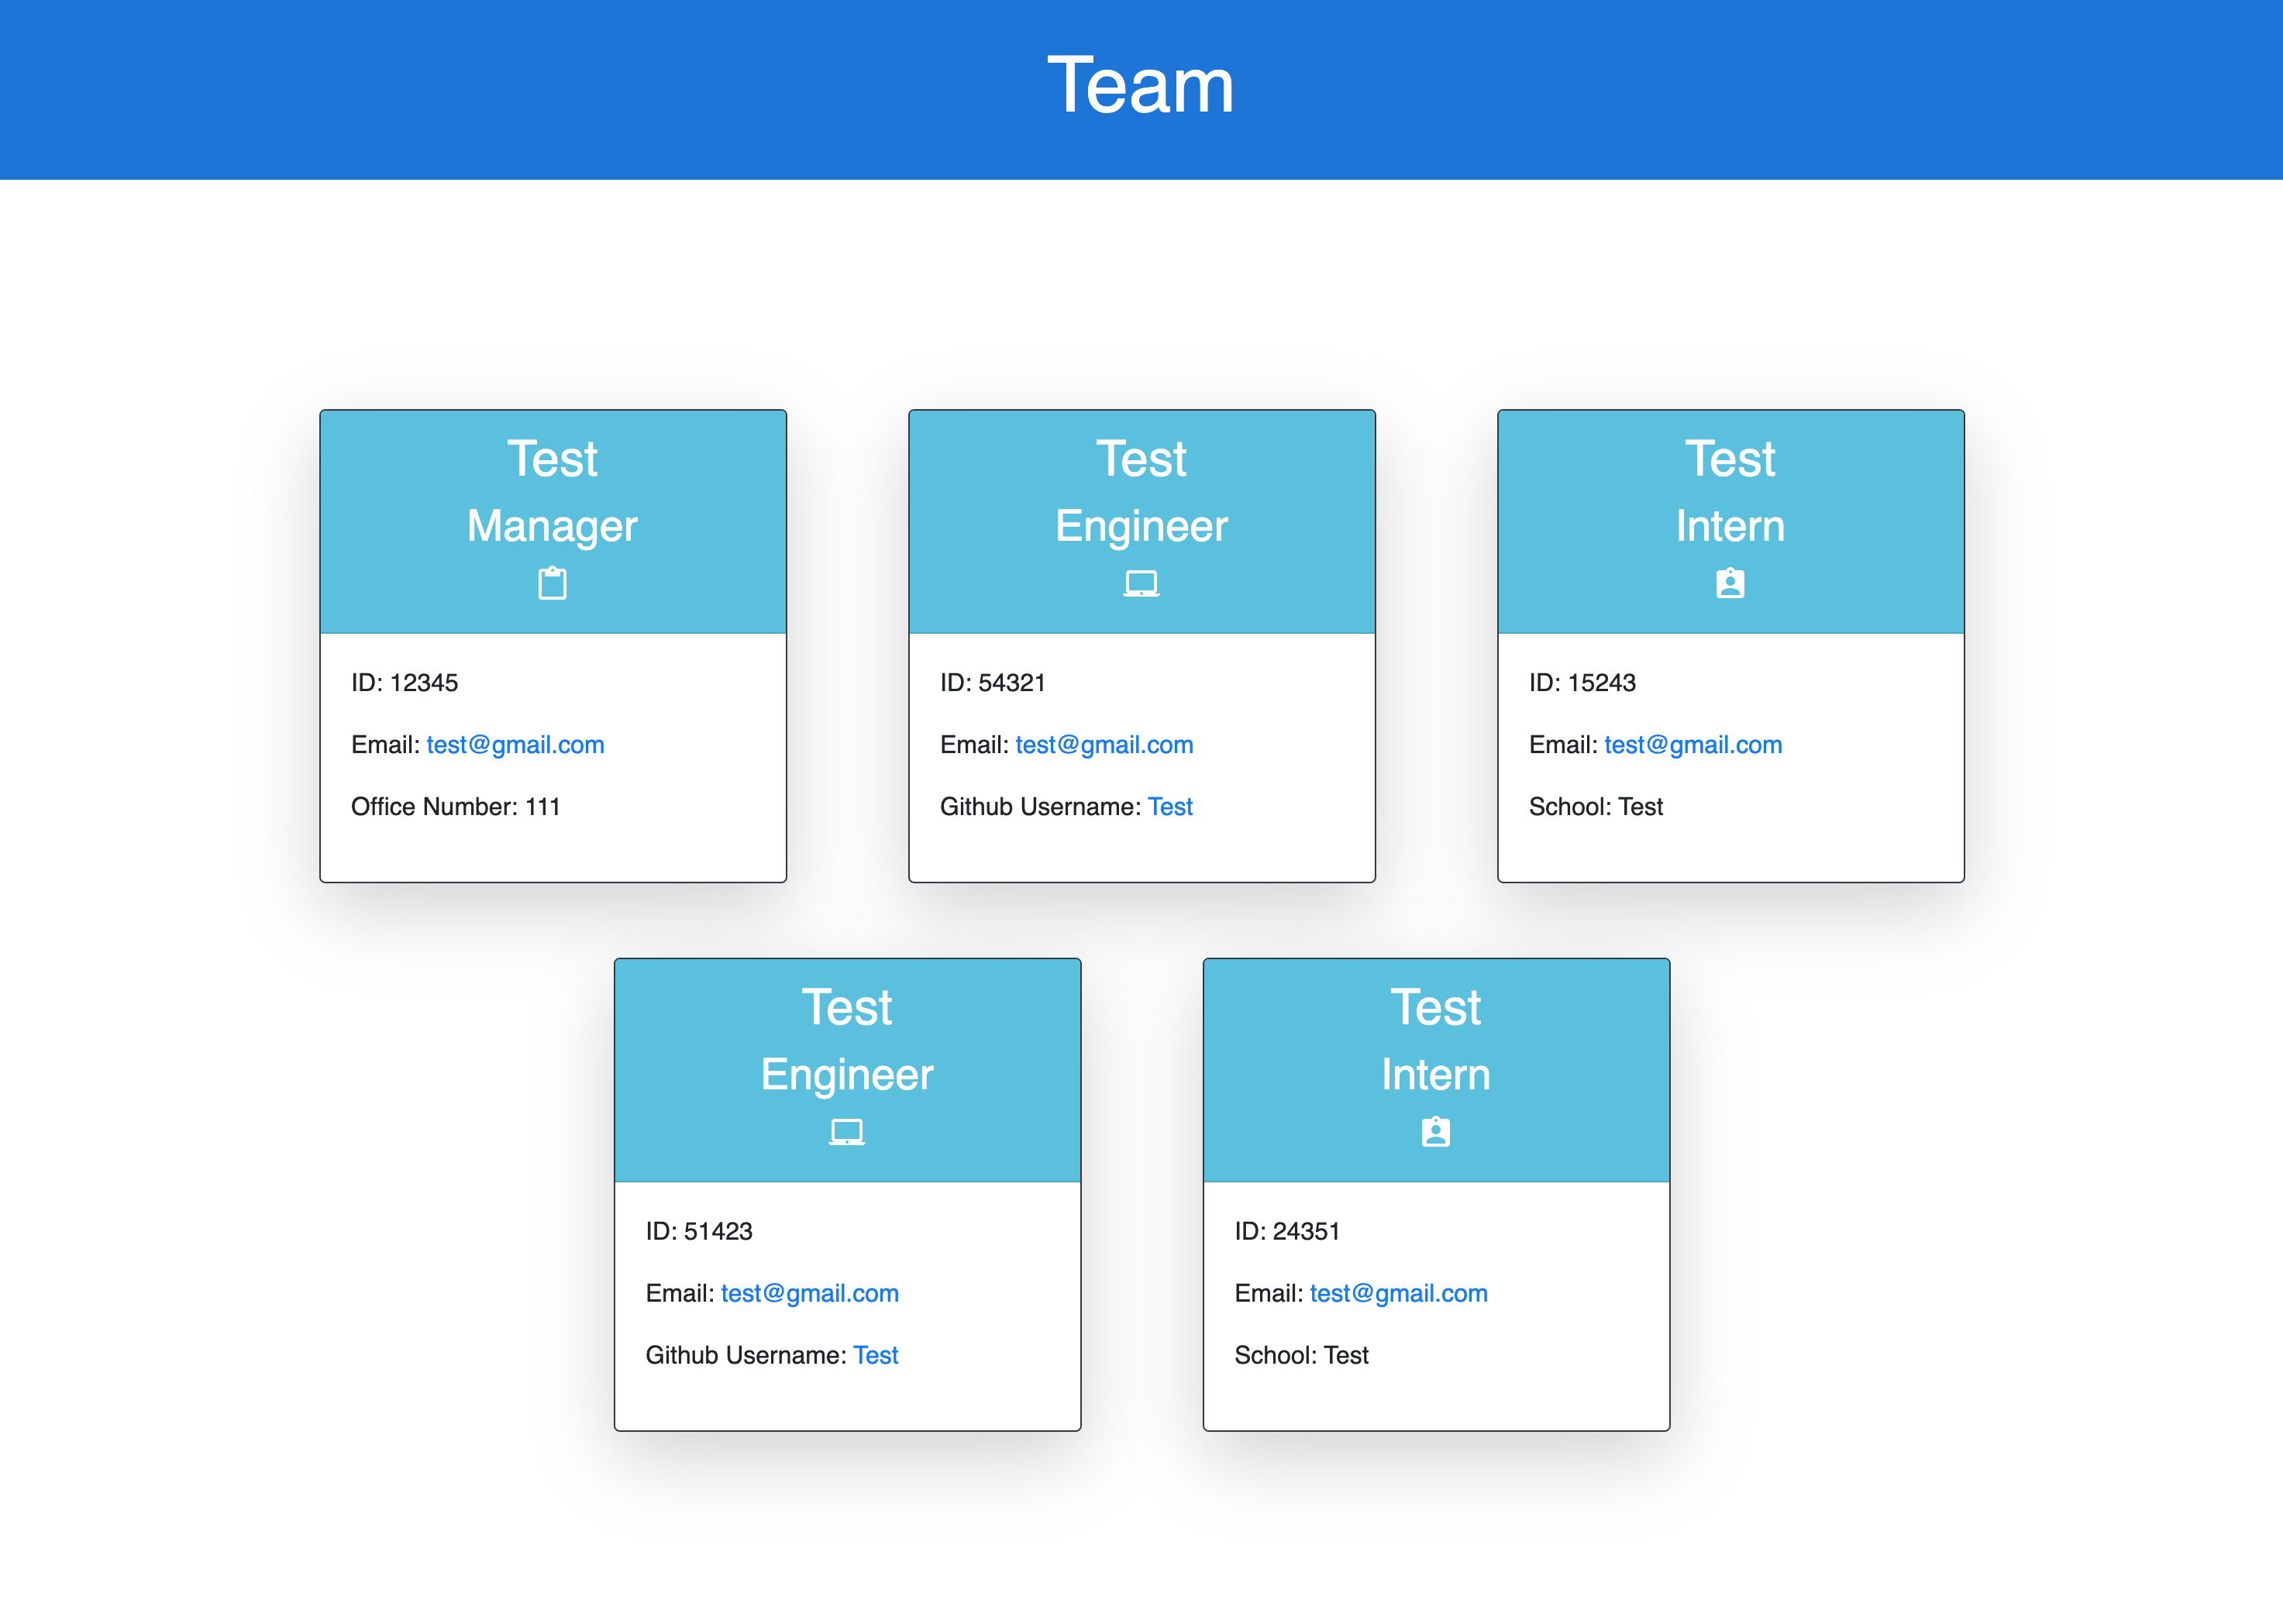 Team
Test
Manager
ID: 12345
Email: test@gmail.com
Office Number: 111
Test
Engineer
ID: 54321
Email: test@gmail.com
Github Username: Test
Test
Intern
ID: 15243
Email: test@gmail.com
School: Test
Test
Engineer
ID: 51423
Email: test@gmail.com
Github Username: Test
Test
Intern
ID: 24351
Email: test@gmail.com
School: Test